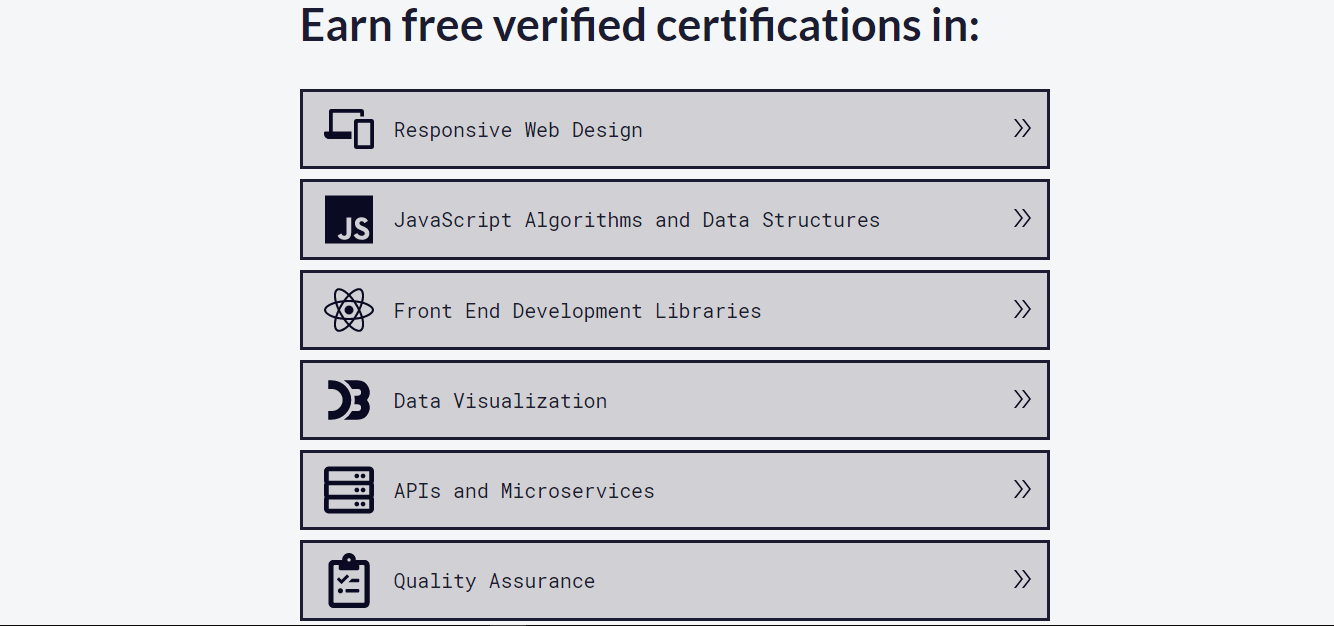 Earn free verified certifications in:
Responsive Web Design
JS
JavaScript Algorithms and Data Structures
Front End Development Libraries
Data Visualization
APIs and Microservices
Quality Assurance